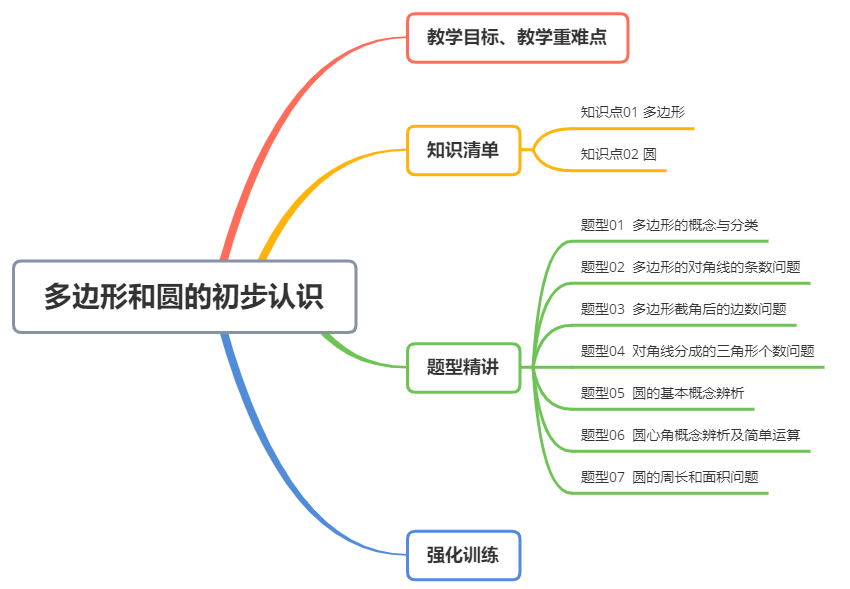 教学目标、教学重难点
知识点01 多边形
知识清单
知识点02 圆
题型01 多边形的概念与分类
题型02 多边形的对角线的条数问题
多边形和圆的初步认识
题型03 多边形截角后的边数问题
题型04 对角线分成的三角形个数问题
题型精讲
题型05 圆的基本概念辨析
题型06 圆心角概念辨析及简单运算
题型07 圆的周长和面积问题
强化训练